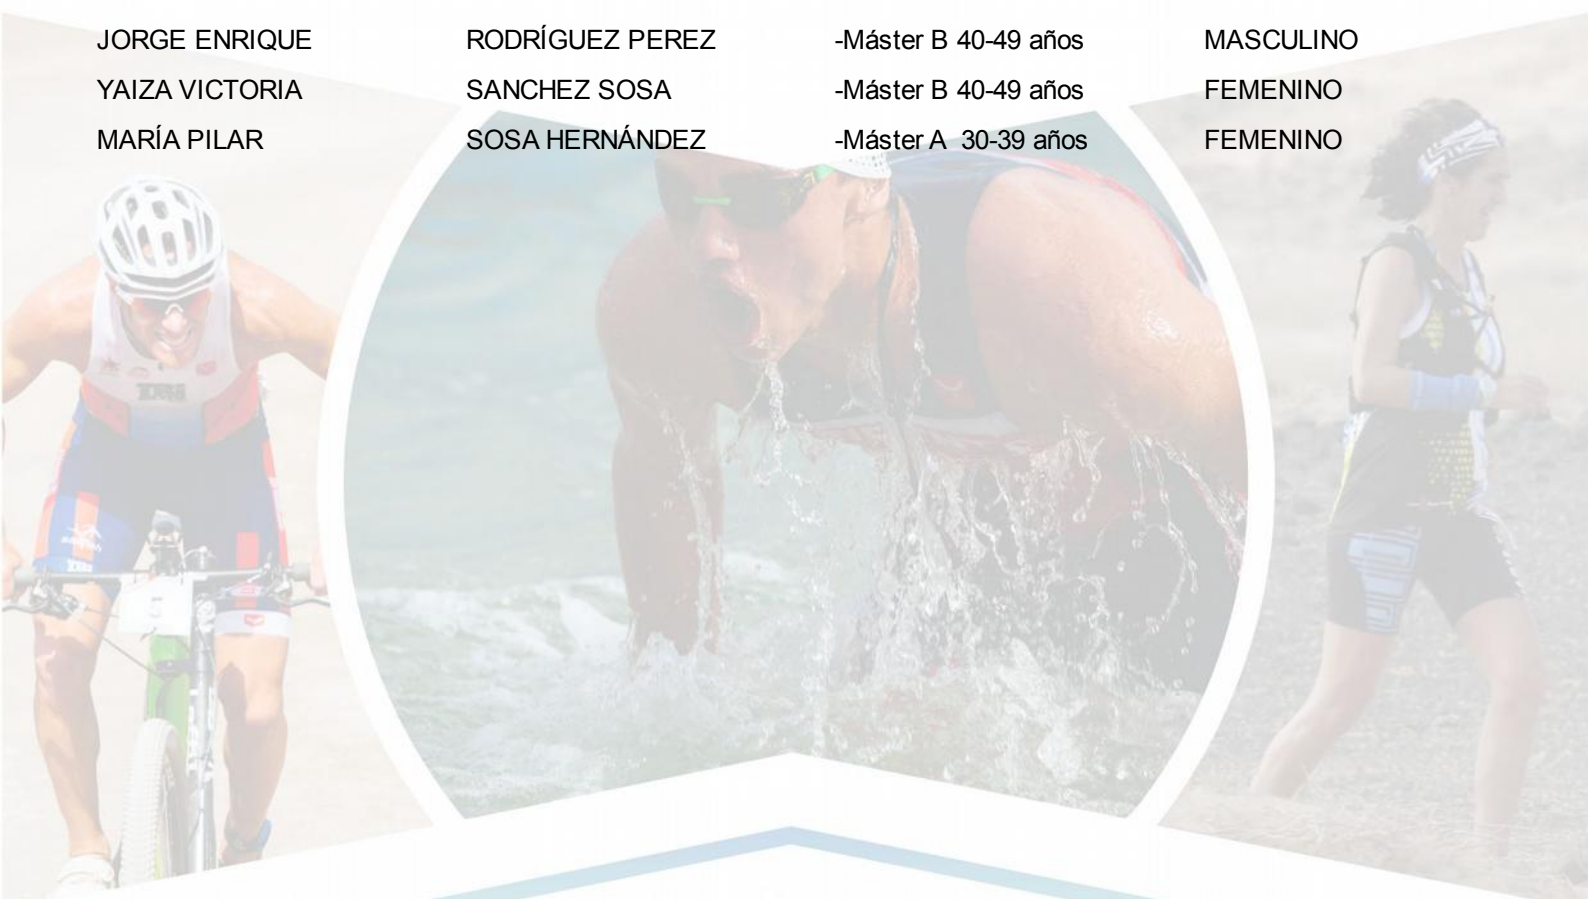 JORGE ENRIQUE RODRÍGUEZ PEREZ -Máster B 40-49 años MASCULINO
YAIZA VICTORIA SANCHEZ SOSA -Máster B 40-49 años FEMENINO
MARÍA PILAR SOSA HERNÁNDEZ -Máster A  30-39 años FEMENINO